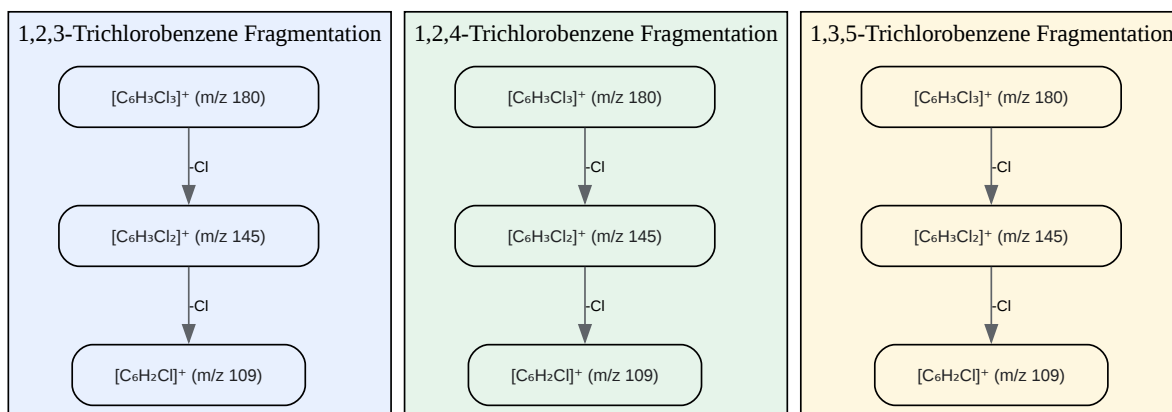 1,2,3-Trichlorobenzene Fragmentation
[C₆H₃Cl₃]⁺ (m/z 180)
-Cl
[C₆H₃Cl₂]⁺ (m/z 145)
-Cl
[C₆H₂Cl]⁺ (m/z 109)
1,2,4-Trichlorobenzene Fragmentation
[C₆H₃Cl₃]⁺ (m/z 180)
-Cl
[C₆H₃Cl₂]⁺ (m/z 145)
-Cl
[C₆H₂Cl]⁺ (m/z 109)
1,3,5-Trichlorobenzene Fragmentation
[C₆H₃Cl₃]⁺ (m/z 180)
-Cl
[C₆H₃Cl₂]⁺ (m/z 145)
-Cl
[C₆H₂Cl]⁺ (m/z 109)